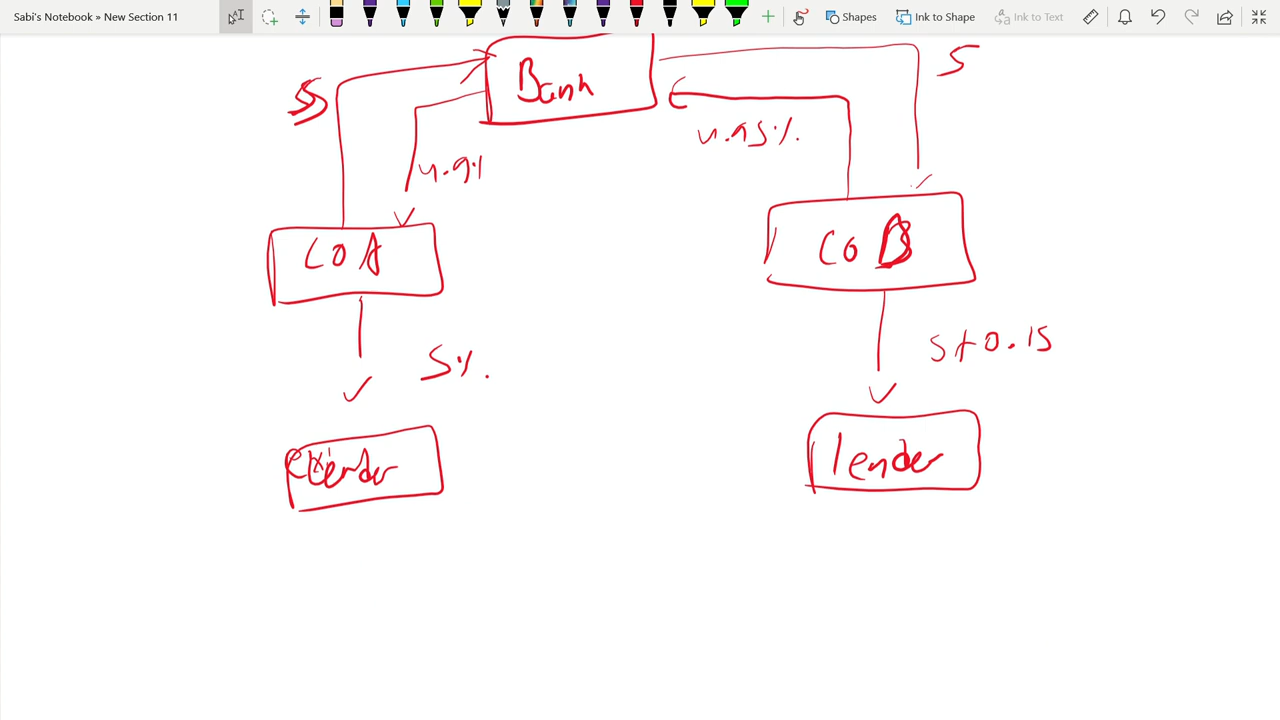 Sabi's Notebook » New Section 11
Shapes
Ink to Shape
Ink to Text
S
Bank
S
4.9%
4.95%
CO A
CO B
5%.
S+0.15
lender